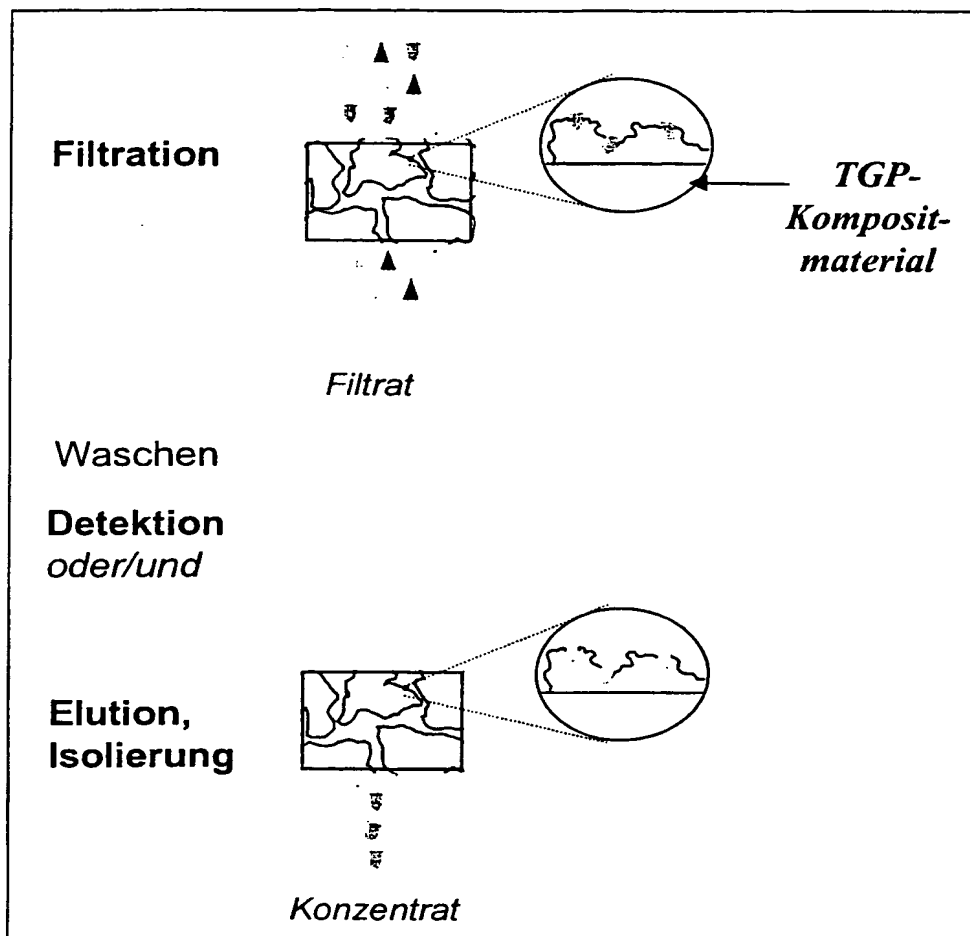 Filtration
TGP-
Komposit-
material
Filtrat
Waschen
Detektion
oder/und
Elution,
Isolierung
Konzentrat